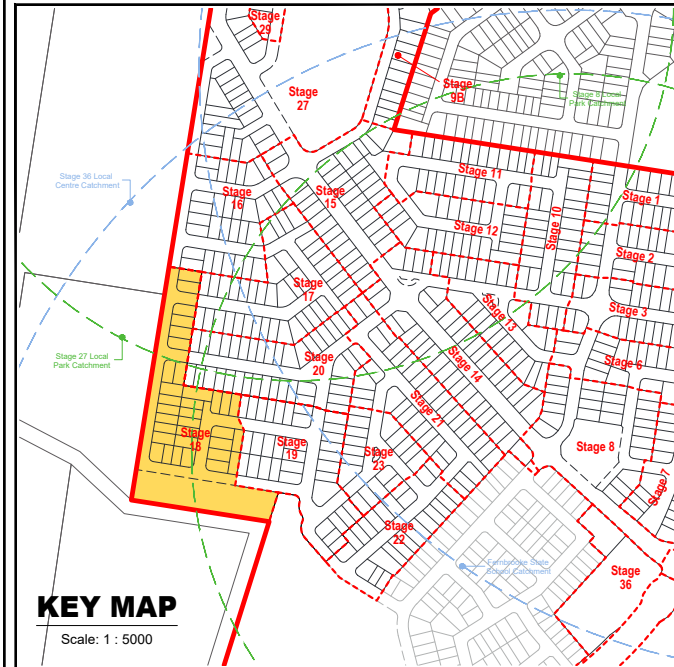 Stage
29
Stage
27
Stage
9B
Stage 8 Local
Park Catchment
Stage 36 Local
Centre Catchment
Stage
16
Stage
15
Stage 11
Stage 1
Stage 12
Stage 10
Stage 2
Stage
17
Stage 3
Stage 13
Stage 27 Local
Park Catchment
Stage
20
Stage 14
Stage 6
Stage 21
Stage
18
Stage
19
Stage
23
Stage 8
Stage 7
Stage
22
Fernbrooke State
School Catchment
Stage
36
KEY MAP
Scale: 1 : 5000